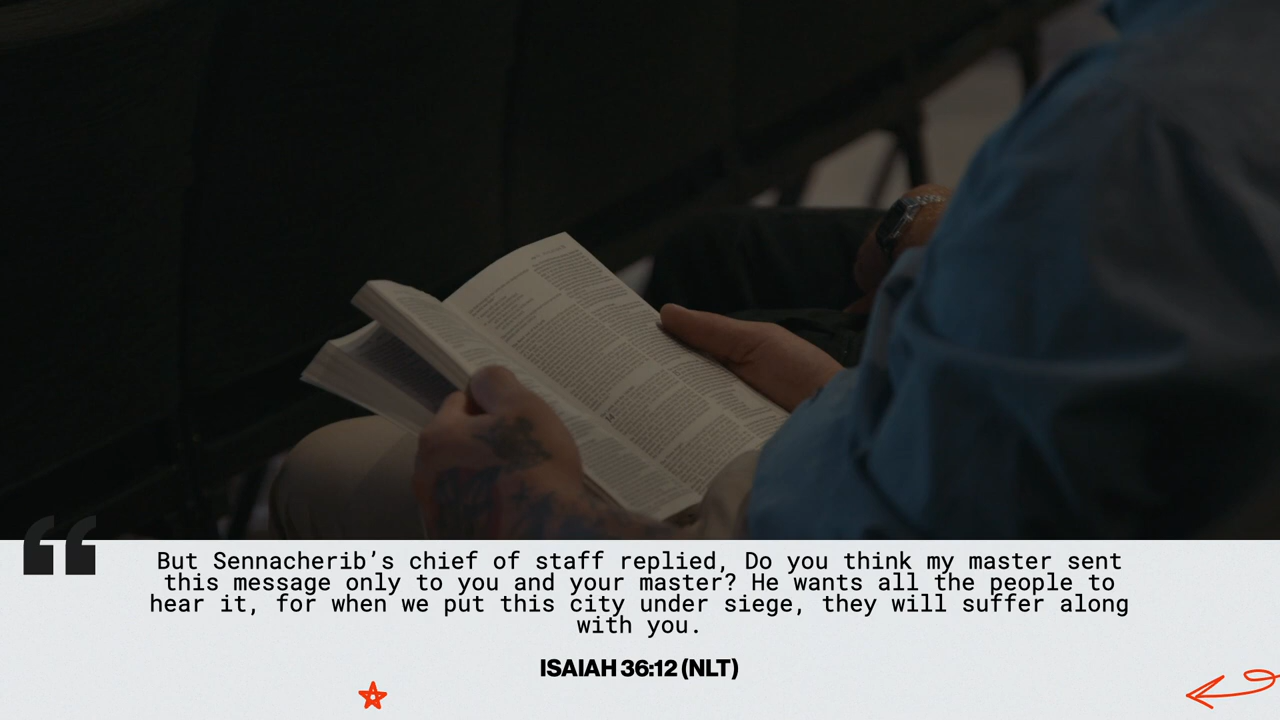 But Sennacherib’s chief of staff replied, Do you think my master sent
this message only to you and your master? He wants all the people to
hear it, for when we put this city under siege, they will suffer along
with you.
ISAIAH 36:12 (NLT)